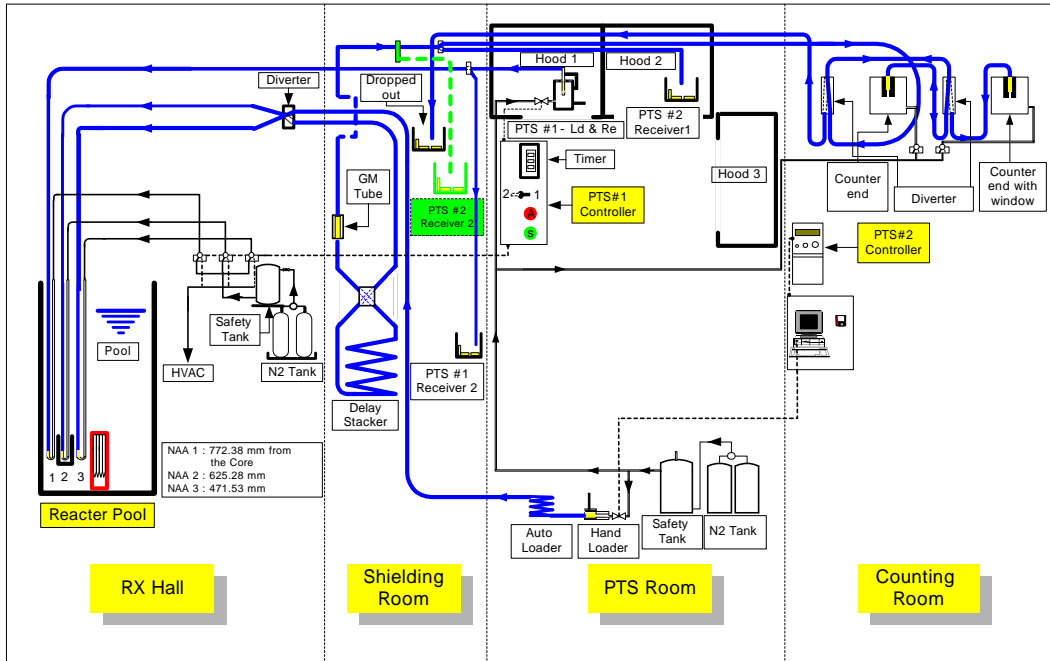 Diverter
Dropped
out
Hood 1
Hood 2
PTS #1 - Ld & Re
PTS #2
Receiver1
Timer
2
1
A
S
PTS#1
Controller
Hood 3
Counter
end
Diverter
Counter
end with
window
PTS#2
Controller
GM
Tube
PTS #2
Receiver 2
Pool
Safety
Tank
HVAC
N2 Tank
PTS #1
Receiver 2
Delay
Stacker
1 2 3
NAA 1 : 772.38 mm from
the Core
NAA 2 : 625.28 mm
NAA 3 : 471.53 mm
Reacter Pool
Auto
Loader
Hand
Loader
Safety
Tank
N2 Tank
RX Hall
Shielding
Room
PTS Room
Counting
Room